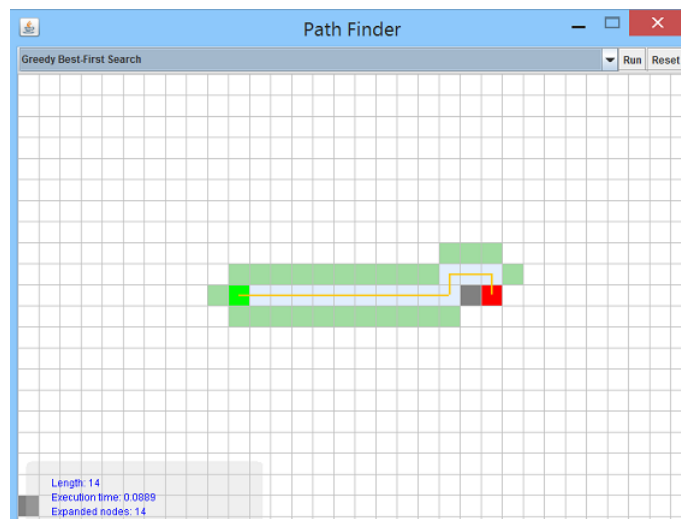 Path Finder
Greedy Best-First Search
Run
Reset
Length: 14
Execution time: 0.0889
Expanded nodes: 14